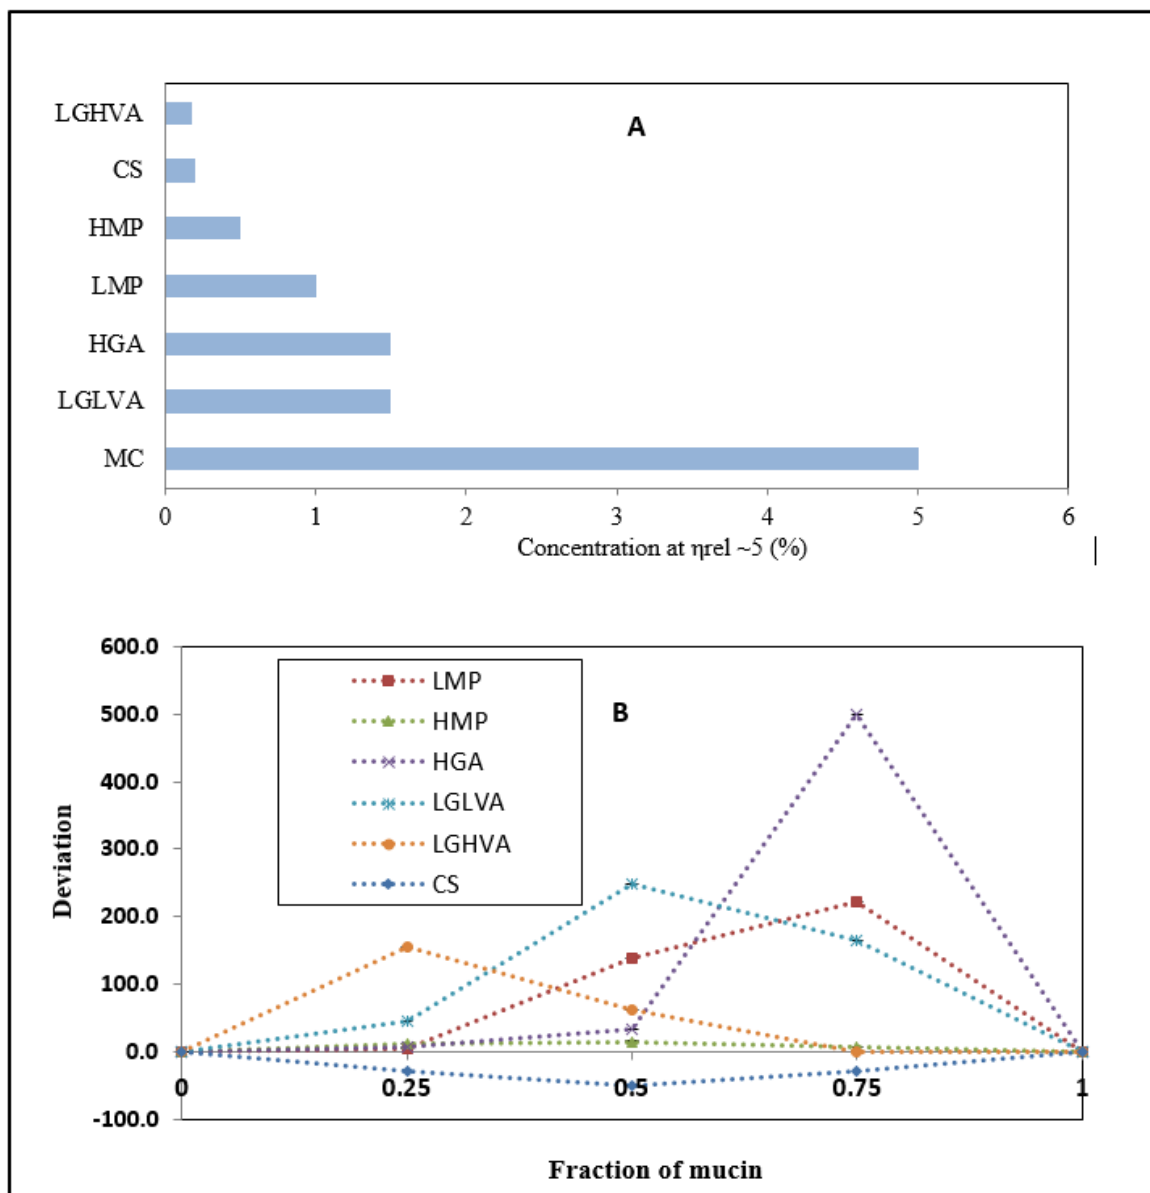 A
LGHVA
CS
HMP
LMP
HGA
LGLVA
MC
0 1 2 3 4 5 6
Concentration at ηrel ~5 (%)
600.0
500.0
400.0
300.0
200.0
100.0
0.0
-100.0
Deviation
B
LMP
HMP
HGA
LGLVA
LGHVA
CS
0 0.25 0.5 0.75 1
Fraction of mucin